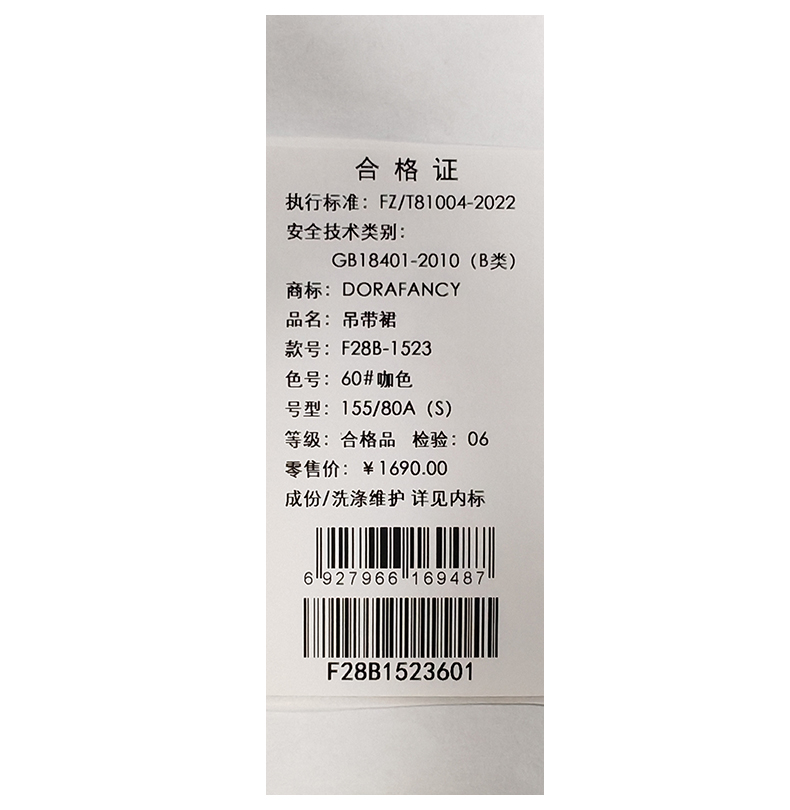 合格证
执行标准：FZ/T81004-2022
安全技术类别：
GB18401-2010（B类）
商标：DORAFANCY
品名：吊带裙
款号：F28B-1523
色号：60#咖色
号型：155/80A（S）
等级：合格品 检验：06
零售价：￥1690.00
成份/洗涤维护 详见内标
6 927966 169487
F28B1523601